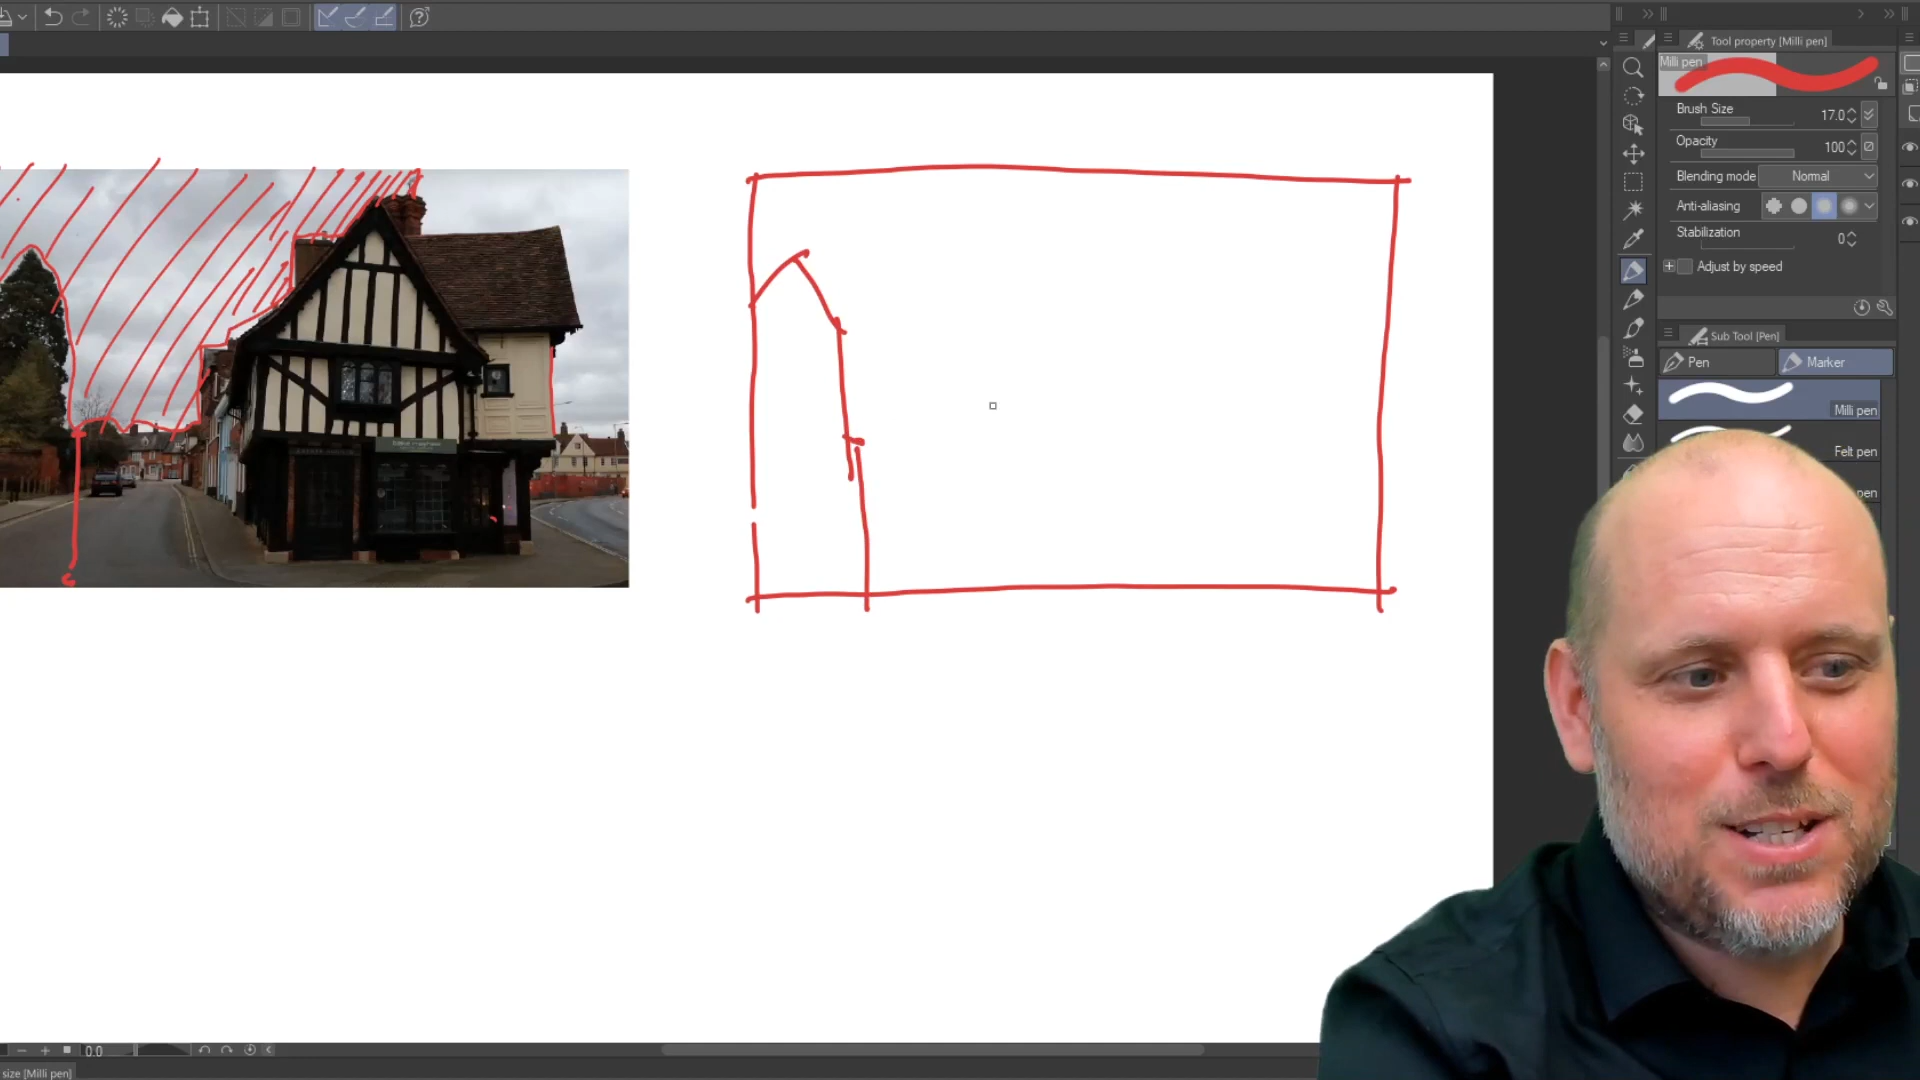 Tool property [Milli pen]
Milli pen
Brush Size 17.0
Opacity 100
Blending mode Normal
Anti-aliasing
Stabilization 0
Adjust by speed
Sub Tool [Pen]
Pen Marker
Milli pen
Felt pen
pen
0.0
size [Milli pen]